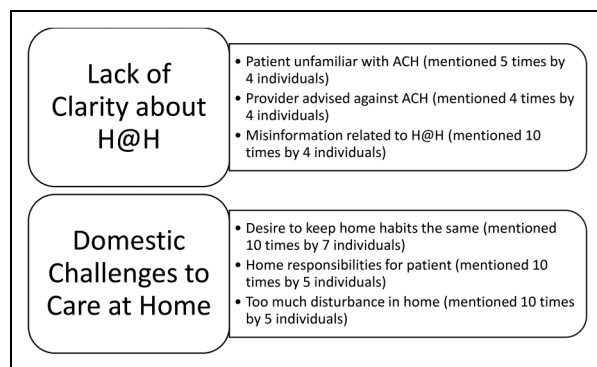 Lack of
Clarity about
H@H
• Patient unfamiliar with ACH (mentioned 5 times by
4 individuals)
• Provider advised against ACH (mentioned 4 times by
4 individuals)
• Misinformation related to H@H (mentioned 10
times by 4 individuals)
Domestic
Challenges to
Care at Home
• Desire to keep home habits the same (mentioned
10 times by 7 individuals)
• Home responsibilities for patient (mentioned 10
times by 5 individuals)
• Too much disturbance in home (mentioned 10 times
by 5 individuals)